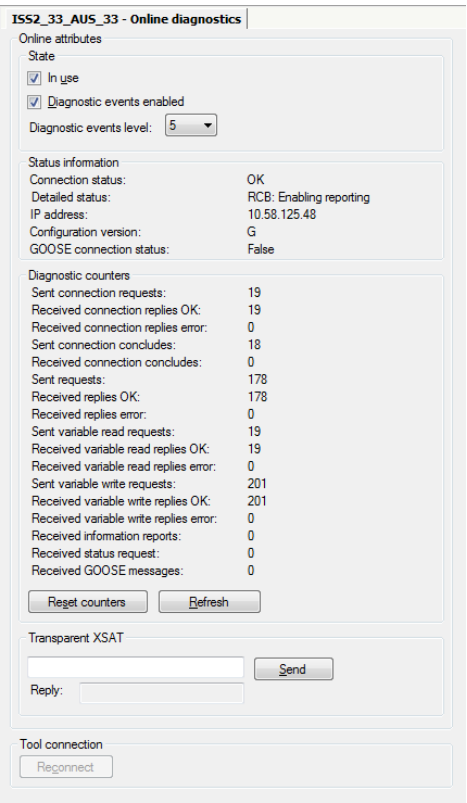 ISS2_33_AUS_33 - Online diagnostics
Online attributes
State
In use
Diagnostic events enabled
Diagnostic events level: 5
Status information
Connection status: OK
Detailed status: RCB: Enabling reporting
IP address: 10.58.125.48
Configuration version: G
GOOSE connection status: False
Diagnostic counters
Sent connection requests: 19
Received connection replies OK: 19
Received connection replies error: 0
Sent connection concludes: 18
Received connection concludes: 0
Sent requests: 178
Received replies OK: 178
Received replies error: 0
Sent variable read requests: 19
Received variable read replies OK: 19
Received variable read replies error: 0
Sent variable write requests: 201
Received variable write replies OK: 201
Received variable write replies error: 0
Received information reports: 0
Received status request: 0
Received GOOSE messages: 0
Reset counters Refresh
Transparent XSAT
Send
Reply:
Tool connection
Reconnect